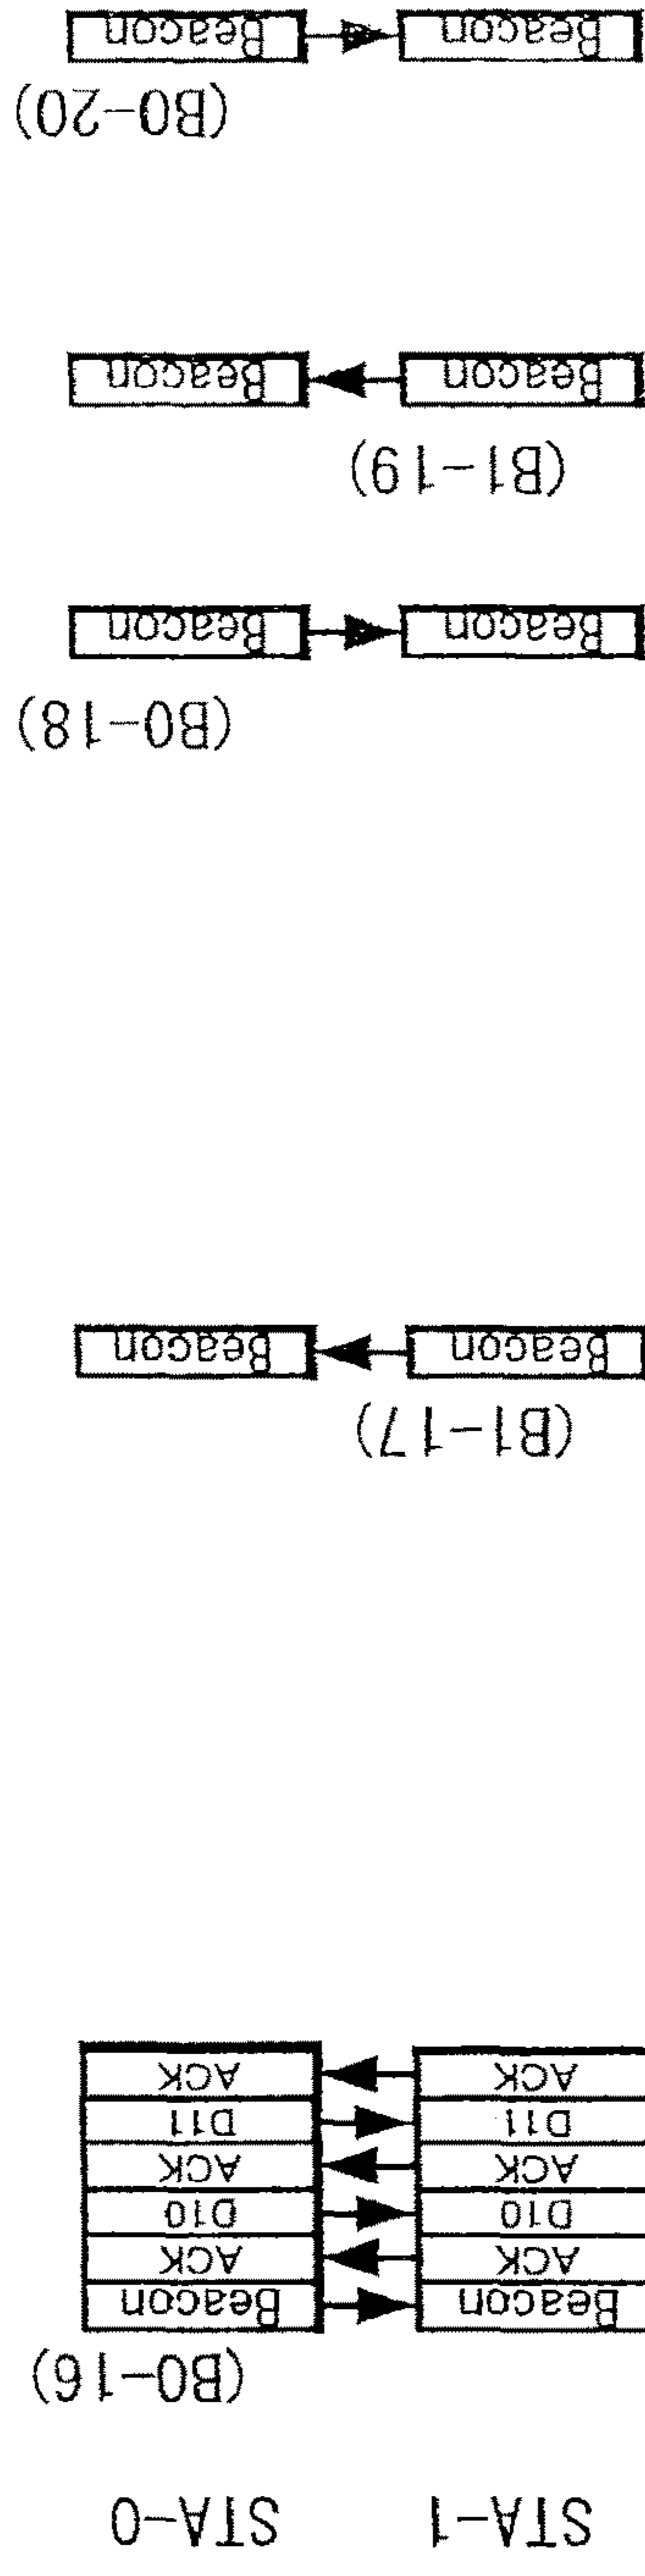 STA-1 STA-0
(B0-16)
Beacon Beacon
ACK ACK
D10 D10
ACK ACK
D11 D11
ACK ACK
(B1-17)
Beacon Beacon
(B0-18)
Beacon Beacon
(B1-19)
Beacon Beacon
(B0-20)
Beacon Beacon